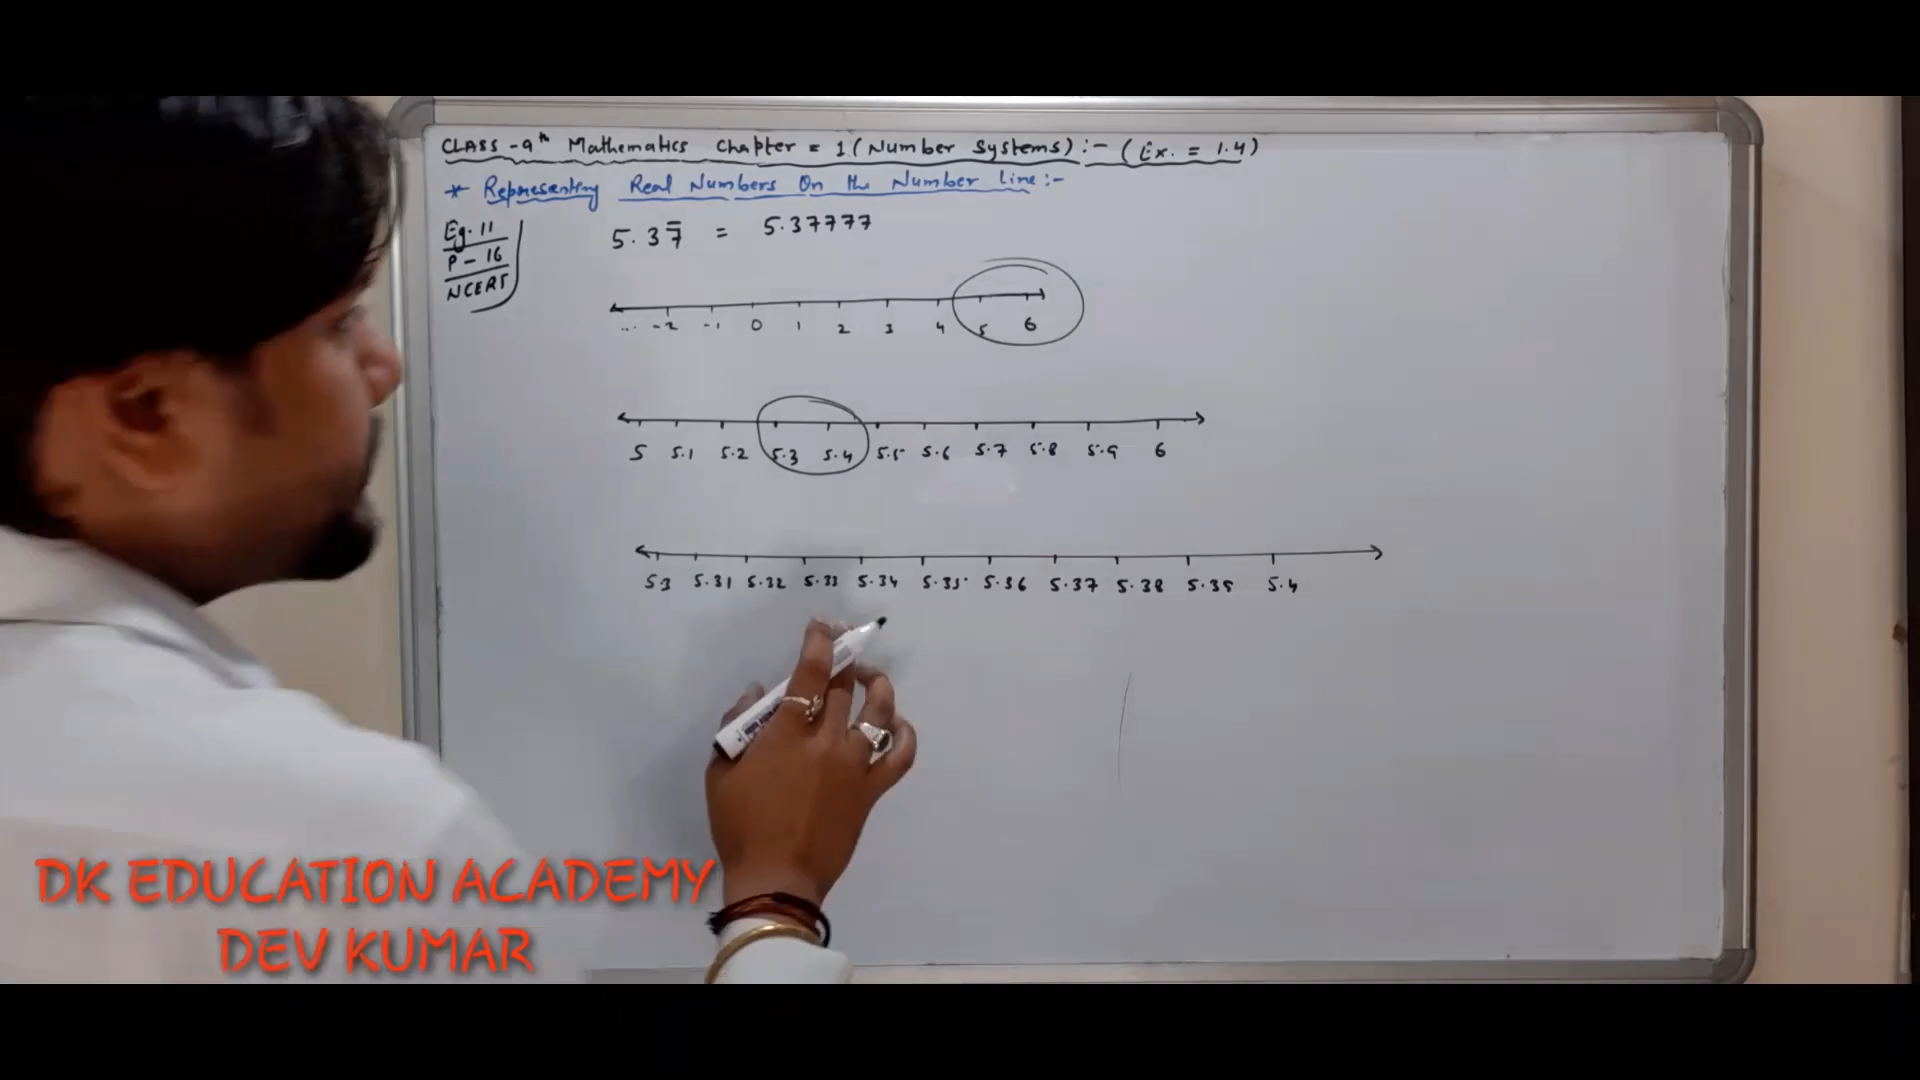 CLASS - 9th Mathematics Chapter = 1 (Number Systems) :- (Ex. = 1.4)
* Representing Real Numbers On the Number Line :-
Eg. 11
P - 16
NCERT
5.37̅ = 5.37777
... -2 -1 0 1 2 3 4 5 6
5 5.1 5.2 5.3 5.4 5.5 5.6 5.7 5.8 5.9 6
5.3 5.31 5.32 5.33 5.34 5.35 5.36 5.37 5.38 5.39 5.4
DK EDUCATION ACADEMY
DEV KUMAR